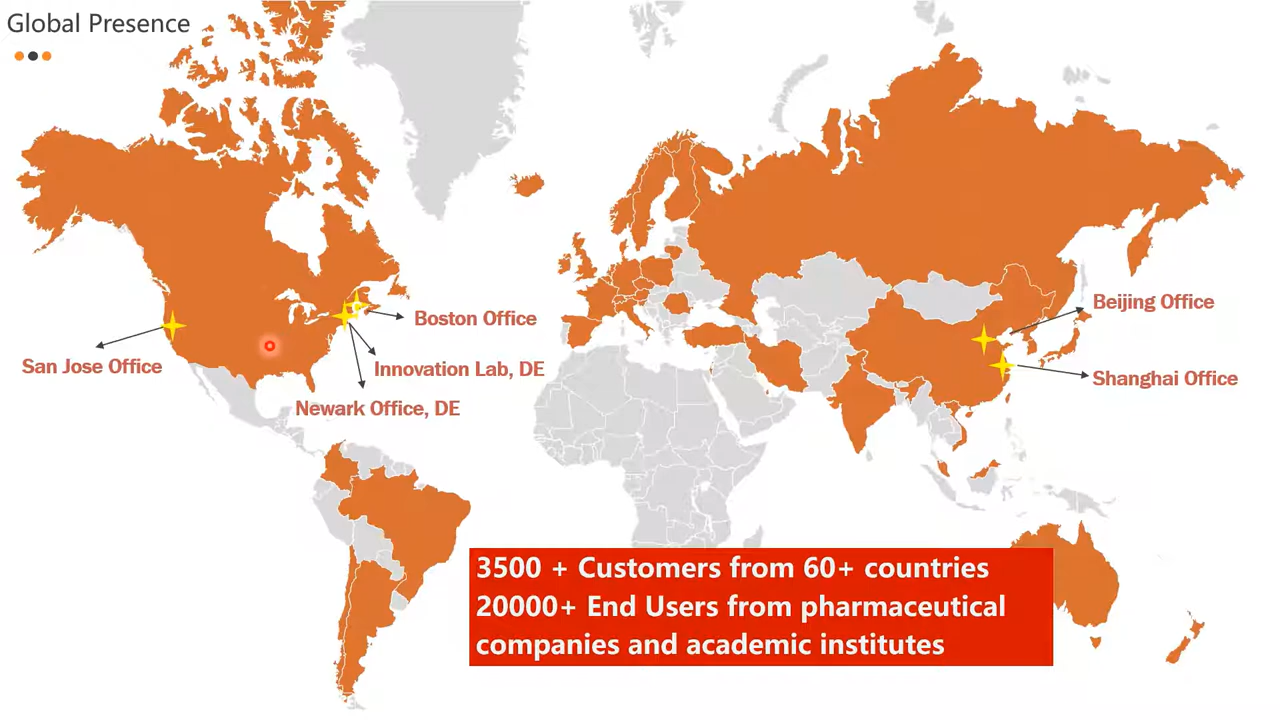 Global Presence
San Jose Office
Boston Office
Innovation Lab, DE
Newark Office, DE
Beijing Office
Shanghai Office
3500 + Customers from 60+ countries
20000+ End Users from pharmaceutical
companies and academic institutes